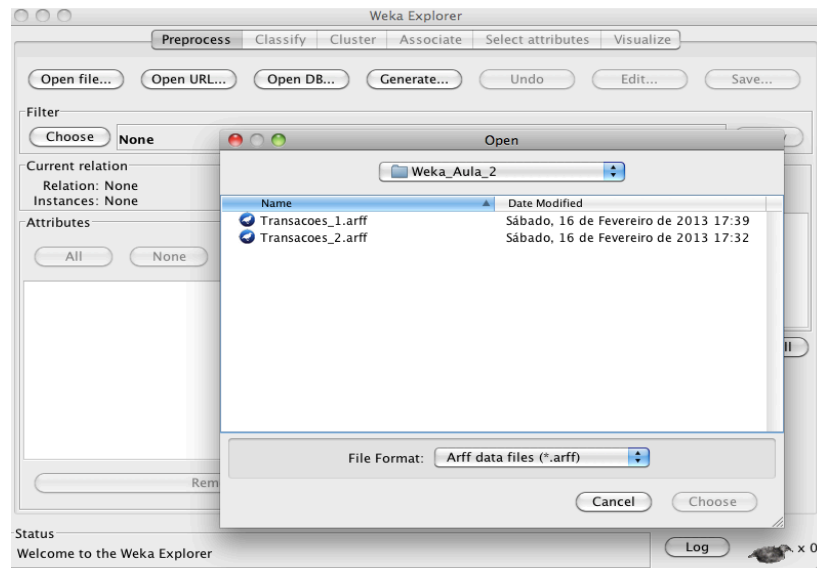 Weka Explorer
Preprocess Classify Cluster Associate Select attributes Visualize
Open file... Open URL... Open DB... Generate... Undo Edit... Save...
Filter
Choose None
Open
Current relation
Relation: None
Instances: None
Weka_Aula_2
Name Date Modified
Transacoes_1.arff Sábado, 16 de Fevereiro de 2013 17:39
Transacoes_2.arff Sábado, 16 de Fevereiro de 2013 17:32
Attributes
All None
Rem
File Format: Arff data files (*.arff)
Cancel Choose
Status
Welcome to the Weka Explorer
Log x 0